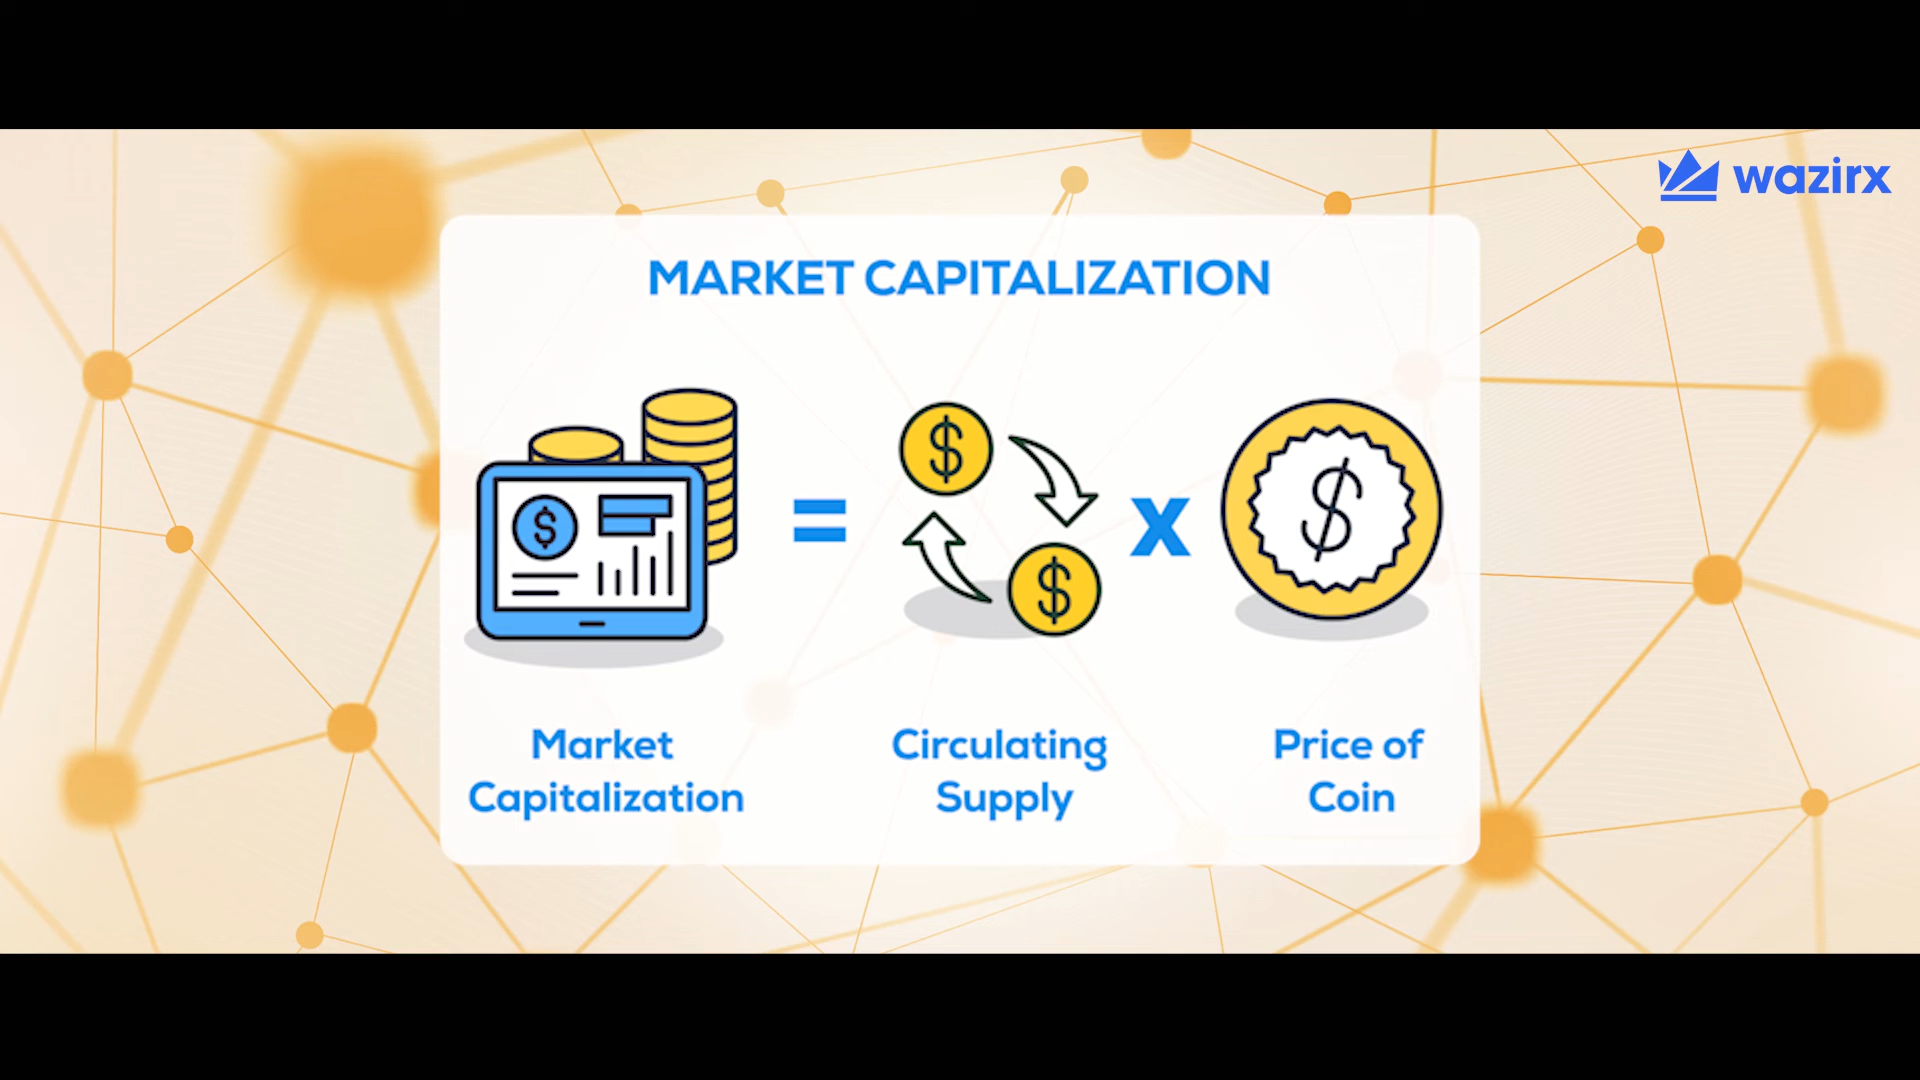 wazirx
MARKET CAPITALIZATION
$
$
$
$
=
x
Market
Capitalization
Circulating
Supply
Price of
Coin